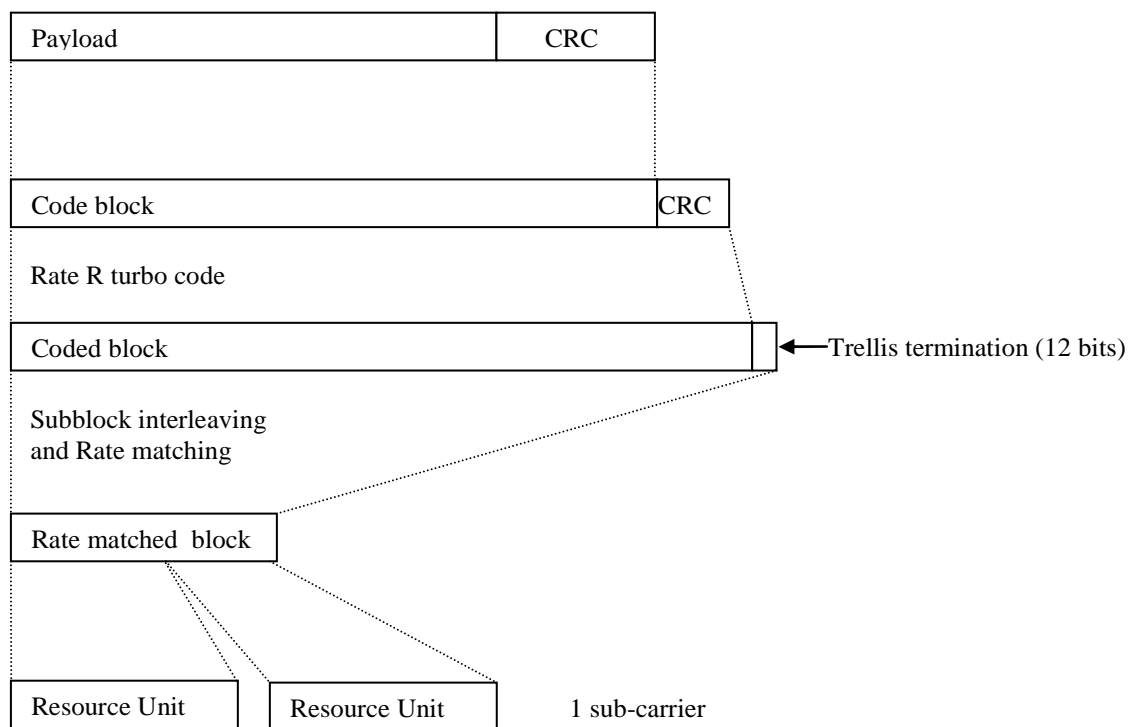 Payload
CRC
Code block
CRC
Rate R turbo code
Coded block
Trellis termination (12 bits)
Subblock interleaving
and Rate matching
Rate matched block
Resource Unit
Resource Unit
1 sub-carrier